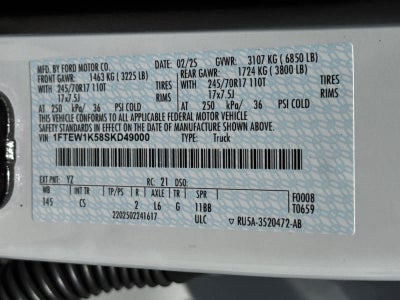 MFD. BY FORD MOTOR CO. 02/25 GVWR: 3107 KG (6850 LB)
FRONT GAWR: 1463 KG (3225 LB) REAR GAWR: 1724 KG (3800 LB)
WITH TIRES WITH TIRES
245/70R17 110T 245/70R17 110T
17x7.5J 17x7.5J
AT 250 kPa/ 36 PSI COLD AT 250 kPa/ 36 PSI COLD
THIS VEHICLE CONFORMS TO ALL APPLICABLE FEDERAL MOTOR VEHICLE
SAFETY STANDARDS IN EFFECT ON THE DATE OF MANUFACTURE SHOWN ABOVE.
VIN: 1FTEW1K58SKD49000 TYPE: Truck
EXT PNT: YZ RC: 21 DSO:
WB INT TR TP/PS R AXLE TR SPR F0008
145 CS 2 L6 G 11BB T0659
2202502241617 ULC RU5A-3520472-AB